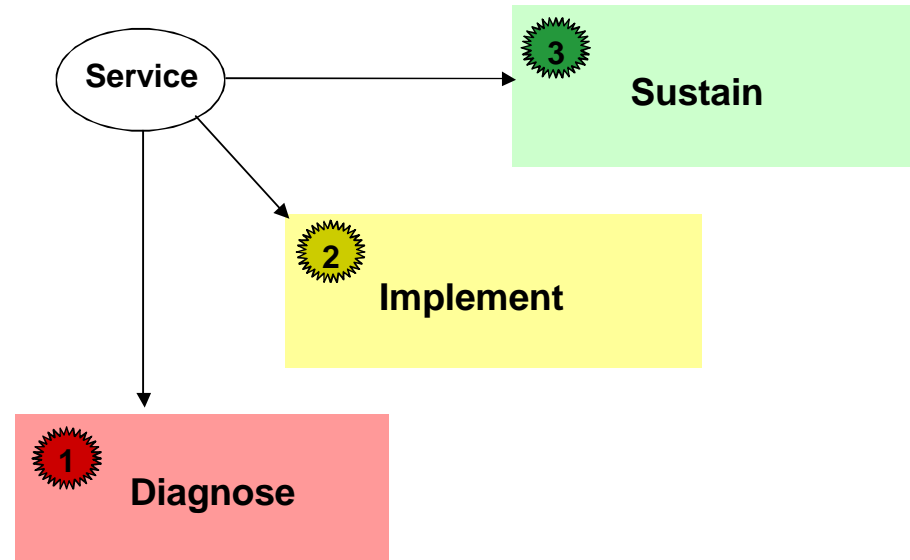 Service
3
Sustain
2
Implement
1
Diagnose